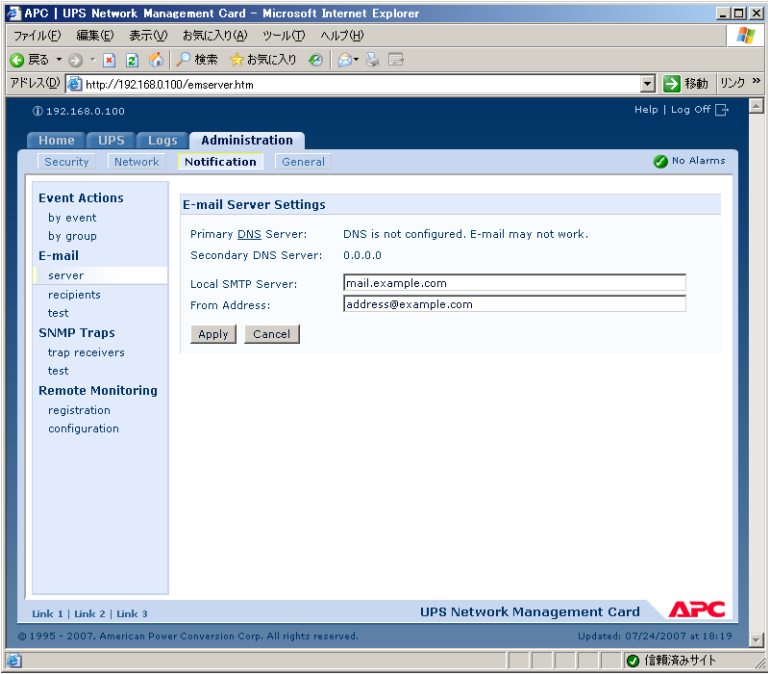 APC | UPS Network Management Card - Microsoft Internet Explorer
ファイル(F) 編集(E) 表示(V) お気に入り(A) ツール(T) ヘルプ(H)
戻る 検索 お気に入り
アドレス(D) http://192.168.0.100/emserver.htm 移動 リンク »
192.168.0.100 Help | Log Off
Home UPS Logs Administration
Security Network Notification General No Alarms
Event Actions
by event
by group
E-mail
server
recipients
test
SNMP Traps
trap receivers
test
Remote Monitoring
registration
configuration
E-mail Server Settings
Primary DNS Server: DNS is not configured. E-mail may not work.
Secondary DNS Server: 0.0.0.0
Local SMTP Server: mail.example.com
From Address: address@example.com
Apply Cancel
Link 1 | Link 2 | Link 3 UPS Network Management Card APC
© 1995 - 2007, American Power Conversion Corp. All rights reserved. Updated: 07/24/2007 at 18:19
信頼済みサイト